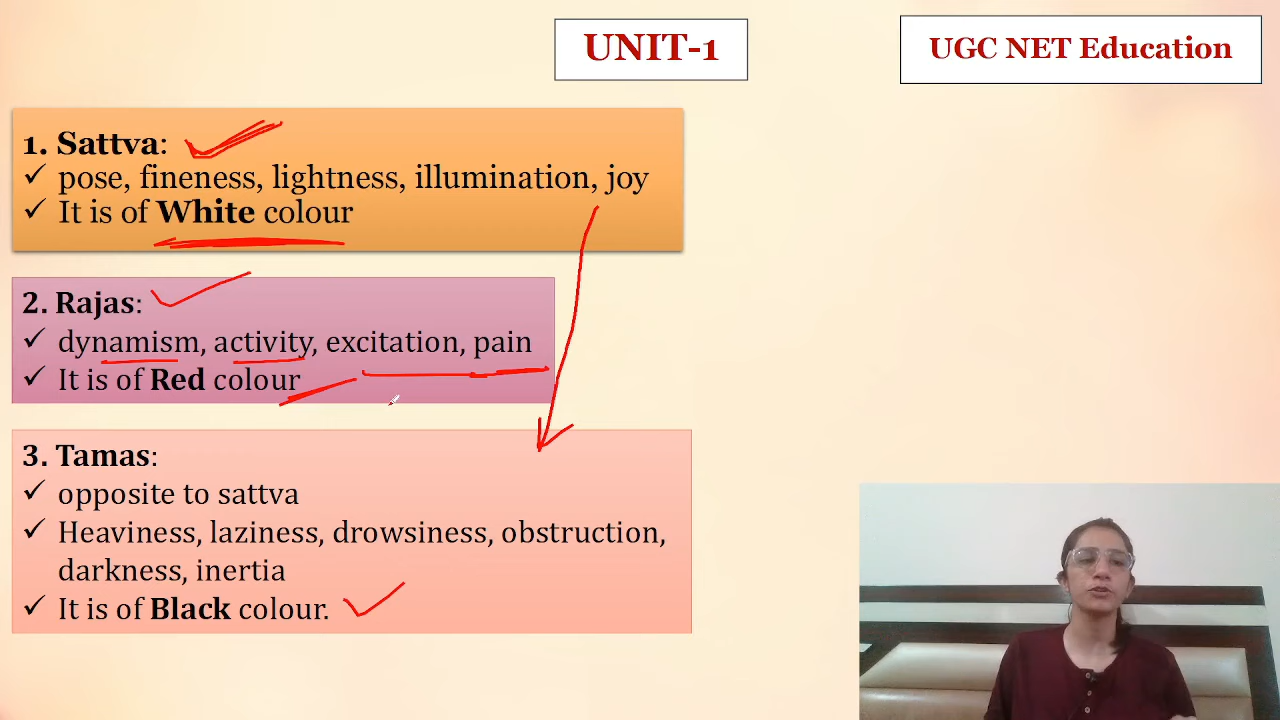 UNIT-1
UGC NET Education
1. Sattva:
✓ pose, fineness, lightness, illumination, joy
✓ It is of White colour
2. Rajas:
✓ dynamism, activity, excitation, pain
✓ It is of Red colour
3. Tamas:
✓ opposite to sattva
✓ Heaviness, laziness, drowsiness, obstruction,
darkness, inertia
✓ It is of Black colour.